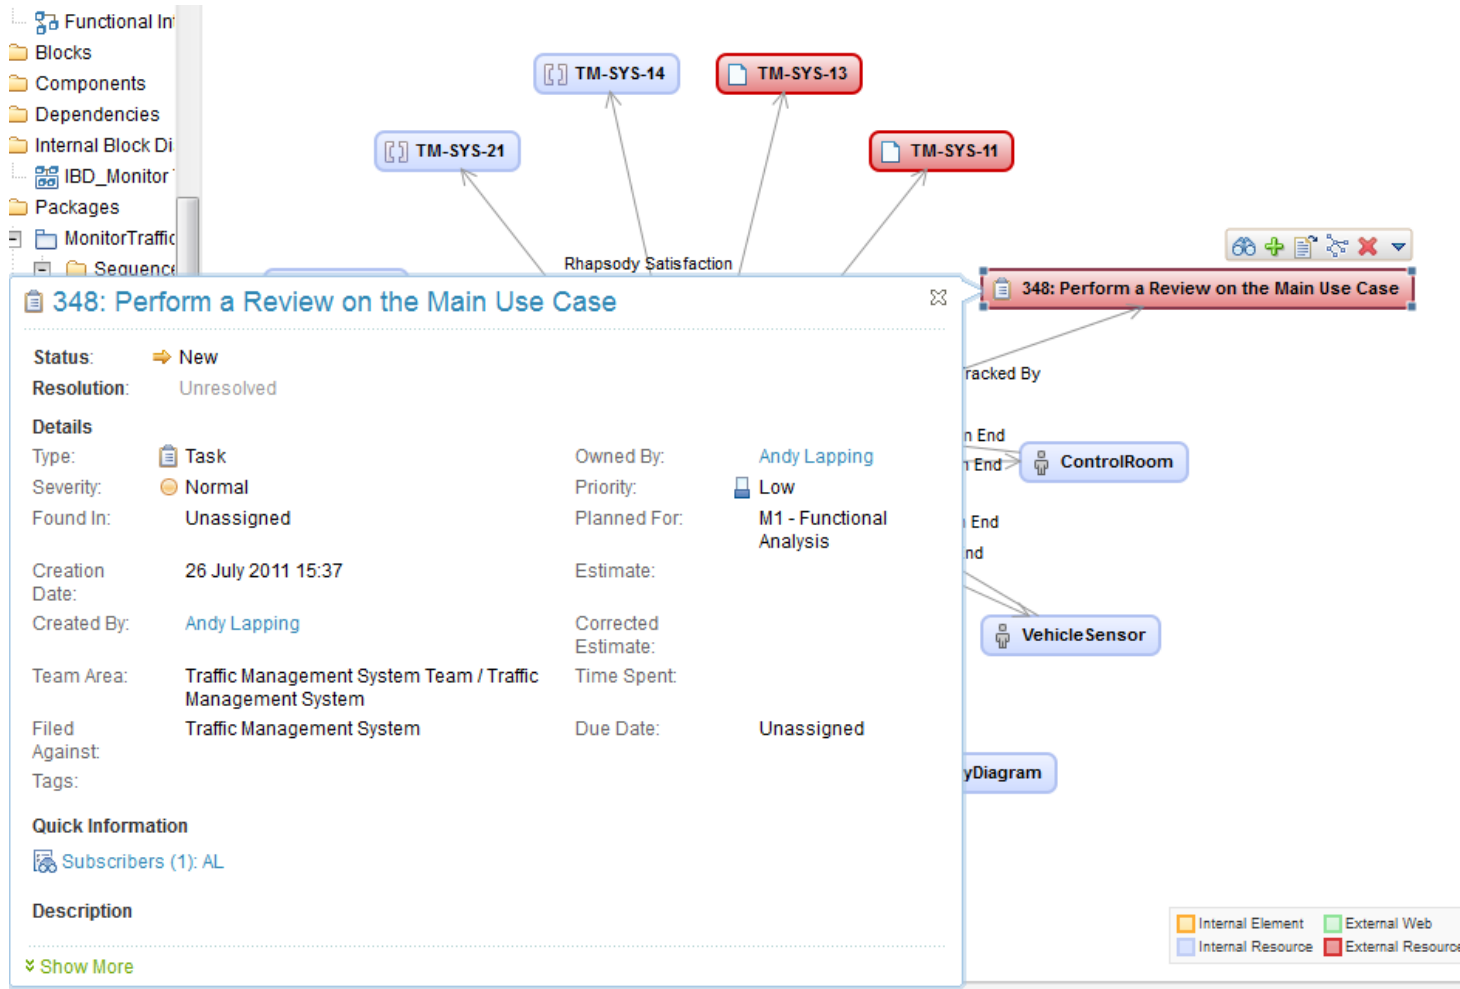 Functional In
Blocks
Components
Dependencies
Internal Block Di
IBD_Monitor
Packages
MonitorTraffic
Sequence
TM-SYS-14
TM-SYS-13
TM-SYS-21
TM-SYS-11
Rhapsody Satisfaction
348: Perform a Review on the Main Use Case
racked By
n End
n End
ControlRoom
n End
nd
VehicleSensor
yDiagram
348: Perform a Review on the Main Use Case
Status: New
Resolution: Unresolved
Details
Type: Task Owned By: Andy Lapping
Severity: Normal Priority: Low
Found In: Unassigned Planned For: M1 - Functional
Analysis
Creation 26 July 2011 15:37 Estimate:
Date:
Created By: Andy Lapping Corrected
Estimate:
Team Area: Traffic Management System Team / Traffic Time Spent:
Management System
Filed Traffic Management System Due Date: Unassigned
Against:
Tags:
Quick Information
Subscribers (1): AL
Description
Show More
Internal Element External Web
Internal Resource External Resource